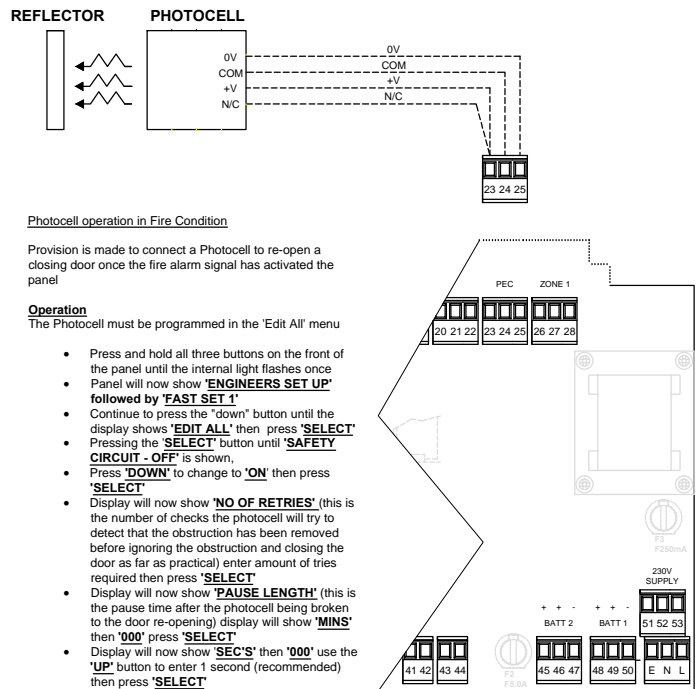 REFLECTOR PHOTOCELL
0V 0V
COM COM
+V +V
N/C N/C
23 24 25
Photocell operation in Fire Condition
Provision is made to connect a Photocell to re-open a
closing door once the fire alarm signal has activated the
panel
Operation
The Photocell must be programmed in the 'Edit All' menu
• Press and hold all three buttons on the front of
the panel until the internal light flashes once
• Panel will now show 'ENGINEERS SET UP'
followed by 'FAST SET 1'
• Continue to press the "down" button until the
display shows 'EDIT ALL' then press 'SELECT'
• Pressing the 'SELECT' button until 'SAFETY
CIRCUIT - OFF' is shown,
• Press 'DOWN' to change to 'ON' then press
'SELECT'
• Display will now show 'NO OF RETRIES' (this is
the number of checks the photocell will try to
detect that the obstruction has been removed
before ignoring the obstruction and closing the
door as far as practical) enter amount of tries
required then press 'SELECT'
• Display will now show 'PAUSE LENGTH' (this is
the pause time after the photocell being broken
to the door re-opening) display will show 'MINS'
then '000' press 'SELECT'
• Display will now show 'SEC'S' then '000' use the
'UP' button to enter 1 second (recommended)
then press 'SELECT'
PEC ZONE 1
20 21 22 23 24 25 26 27 28
F3
F250mA
230V
SUPPLY
51 52 53
+ + - + + -
BATT 2 BATT 1
41 42 43 44 45 46 47 48 49 50 E N L
F2
F5.0A